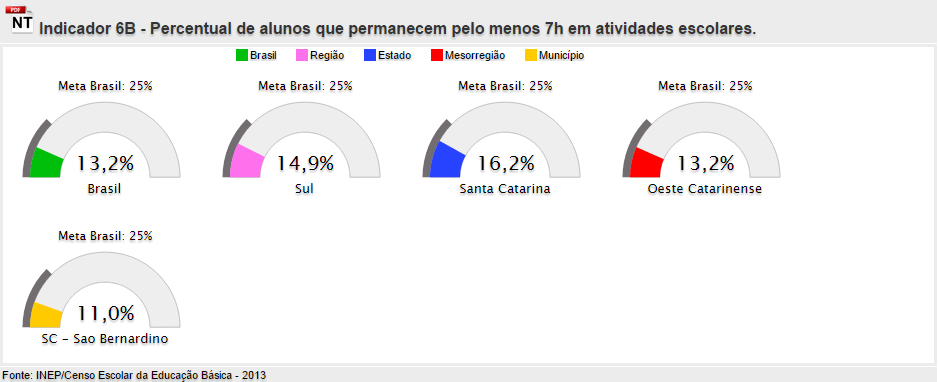 PDF
NT
Indicador 6B - Percentual de alunos que permanecem pelo menos 7h em atividades escolares.
Brasil Região Estado Mesorregião Município
Meta Brasil: 25% Meta Brasil: 25% Meta Brasil: 25% Meta Brasil: 25%
13,2% 14,9% 16,2% 13,2%
Brasil Sul Santa Catarina Oeste Catarinense
Meta Brasil: 25%
11,0%
SC - Sao Bernardino
Fonte: INEP/Censo Escolar da Educação Básica - 2013